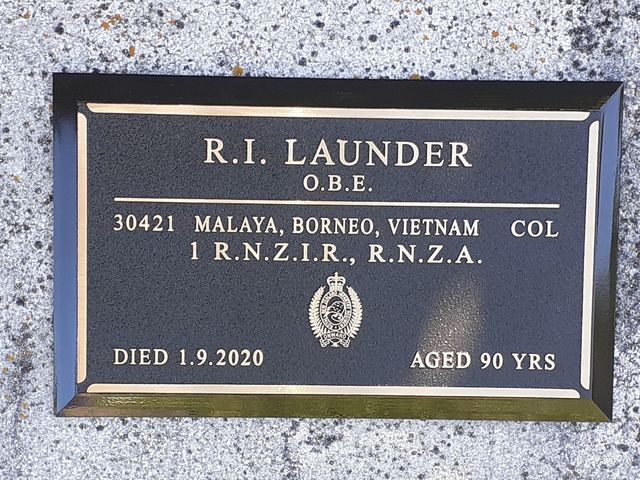 R.I. LAUNDER
O.B.E.
30421 MALAYA, BORNEO, VIETNAM COL
1 R.N.Z.I.R., R.N.Z.A.
DIED 1.9.2020 AGED 90 YRS